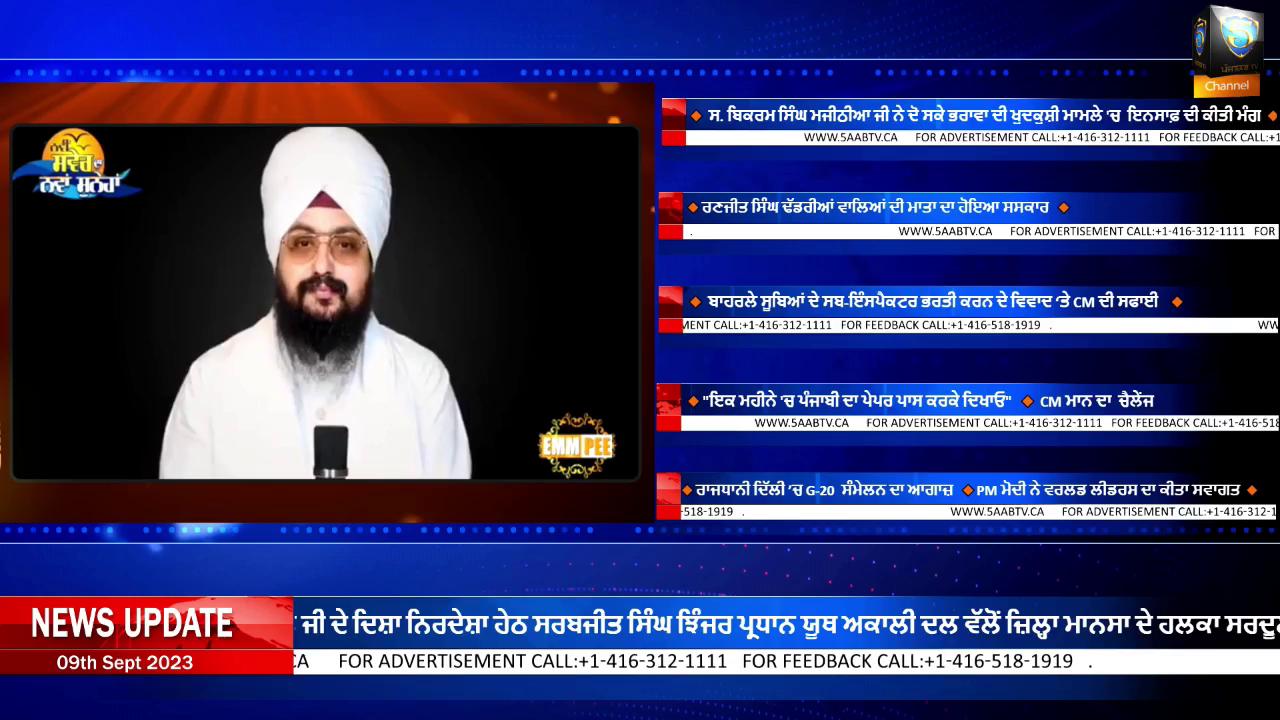 Channel
ਨਵੀਂ
ਸਵੇਰ ਦਾ
ਨਵਾਂ ਸੁਨੇਹਾਂ
EMM PEE
◆ ਸ. ਬਿਕਰਮ ਸਿੰਘ ਮਜੀਠੀਆ ਜੀ ਨੇ ਦੋ ਸਕੇ ਭਰਾਵਾ ਦੀ ਖੁਦਕੁਸ਼ੀ ਮਾਮਲੇ 'ਚ ਇਨਸਾਫ਼ ਦੀ ਕੀਤੀ ਮੰਗ ◆
WWW.5AABTV.CA FOR ADVERTISEMENT CALL:+1-416-312-1111 FOR FEEDBACK CALL:+1
◆ ਰਣਜੀਤ ਸਿੰਘ ਢੱਡਰੀਆਂ ਵਾਲਿਆਂ ਦੀ ਮਾਤਾ ਦਾ ਹੋਇਆ ਸਸਕਾਰ ◆
. WWW.5AABTV.CA FOR ADVERTISEMENT CALL:+1-416-312-1111 FOR
◆ ਬਾਹਰਲੇ ਸੂਬਿਆਂ ਦੇ ਸਬ-ਇੰਸਪੈਕਟਰ ਭਰਤੀ ਕਰਨ ਦੇ ਵਿਵਾਦ 'ਤੇ CM ਦੀ ਸਫਾਈ ◆
MENT CALL:+1-416-312-1111 FOR FEEDBACK CALL:+1-416-518-1919 . WW
◆ "ਇਕ ਮਹੀਨੇ 'ਚ ਪੰਜਾਬੀ ਦਾ ਪੇਪਰ ਪਾਸ ਕਰਕੇ ਦਿਖਾਓ" ◆ CM ਮਾਨ ਦਾ ਚੈਲੇਂਜ
WWW.5AABTV.CA FOR ADVERTISEMENT CALL:+1-416-312-1111 FOR FEEDBACK CALL:+1-416-518
◆ ਰਾਜਧਾਨੀ ਦਿੱਲੀ 'ਚ G-20 ਸੰਮੇਲਨ ਦਾ ਆਗਾਜ਼ ◆ PM ਮੋਦੀ ਨੇ ਵਰਲਡ ਲੀਡਰਸ ਦਾ ਕੀਤਾ ਸਵਾਗਤ ◆
-518-1919 . WWW.5AABTV.CA FOR ADVERTISEMENT CALL:+1-416-312-1
NEWS UPDATE
ਜੀ ਦੇ ਦਿਸ਼ਾ ਨਿਰਦੇਸ਼ਾ ਹੇਠ ਸਰਬਜੀਤ ਸਿੰਘ ਝਿੰਜਰ ਪ੍ਰਧਾਨ ਯੂਥ ਅਕਾਲੀ ਦਲ ਵੱਲੋਂ ਜ਼ਿਲ੍ਹਾ ਮਾਨਸਾ ਦੇ ਹਲਕਾ
09th Sept 2023
CA FOR ADVERTISEMENT CALL:+1-416-312-1111 FOR FEEDBACK CALL:+1-416-518-1919 .